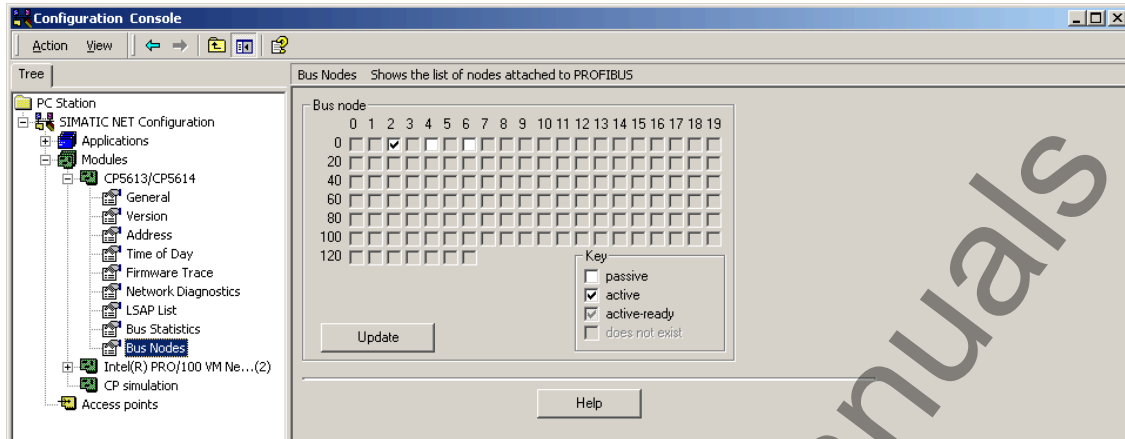 Configuration Console
Action View
Tree
Bus Nodes Shows the list of nodes attached to PROFIBUS
PC Station
SIMATIC NET Configuration
Applications
Modules
CP5613/CP5614
General
Version
Address
Time of Day
Firmware Trace
Network Diagnostics
LSAP List
Bus Statistics
Bus Nodes
Intel(R) PRO/100 VM Ne...(2)
CP simulation
Access points
Bus node
0 1 2 3 4 5 6 7 8 9 10 11 12 13 14 15 16 17 18 19
0
20
40
60
80
100
120
Key
passive
active
active-ready
does not exist
Update
Help